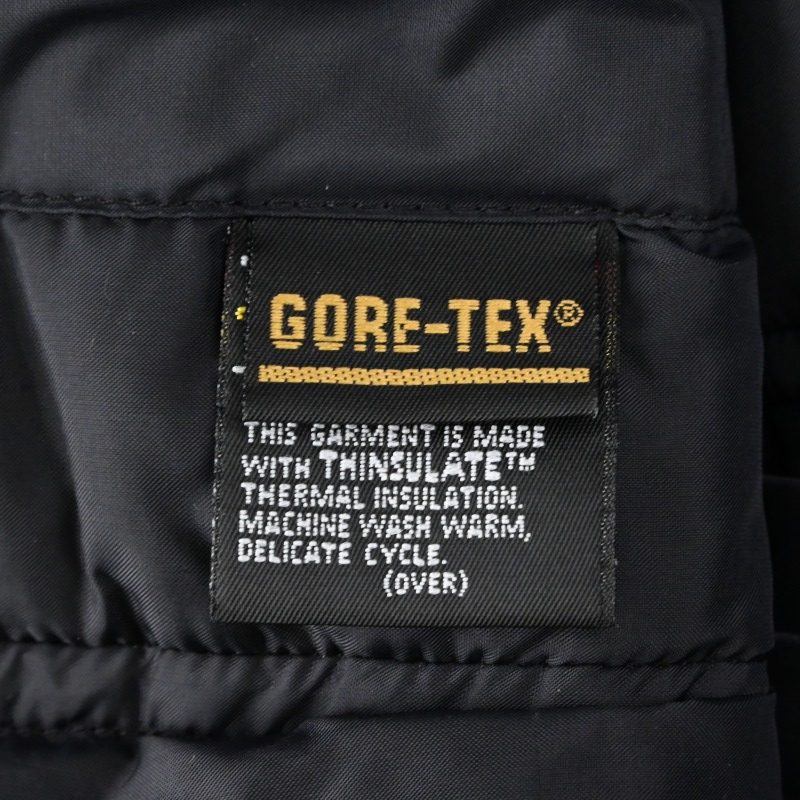 GORE-TEX®
THIS GARMENT IS MADE
WITH THINSULATE™
THERMAL INSULATION.
MACHINE WASH WARM,
DELICATE CYCLE.
(OVER)